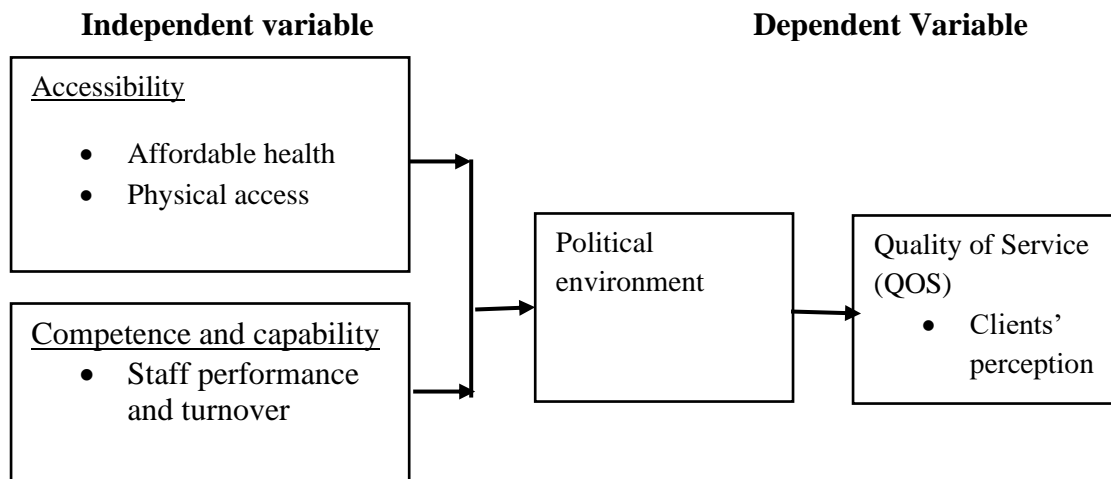 Independent variable
Dependent Variable
Accessibility
• Affordable health
• Physical access
Competence and capability
• Staff performance
and turnover
Political
environment
Quality of Service
(QOS)
• Clients’
perception